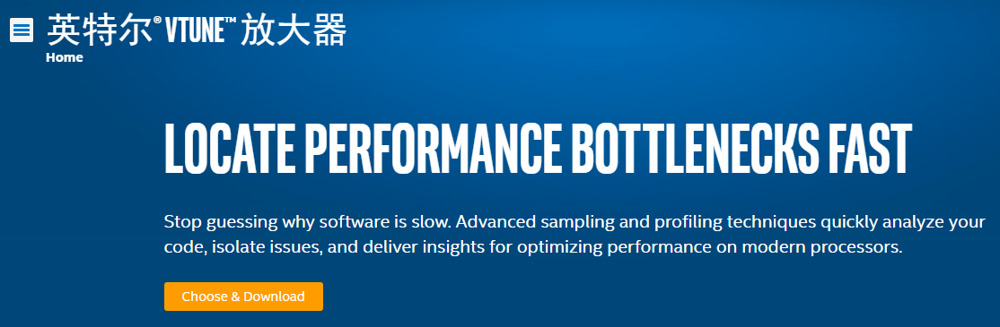 英特尔® VTUNE™ 放大器
Home
LOCATE PERFORMANCE BOTTLENECKS FAST
Stop guessing why software is slow. Advanced sampling and profiling techniques quickly analyze your
code, isolate issues, and deliver insights for optimizing performance on modern processors.
Choose & Download